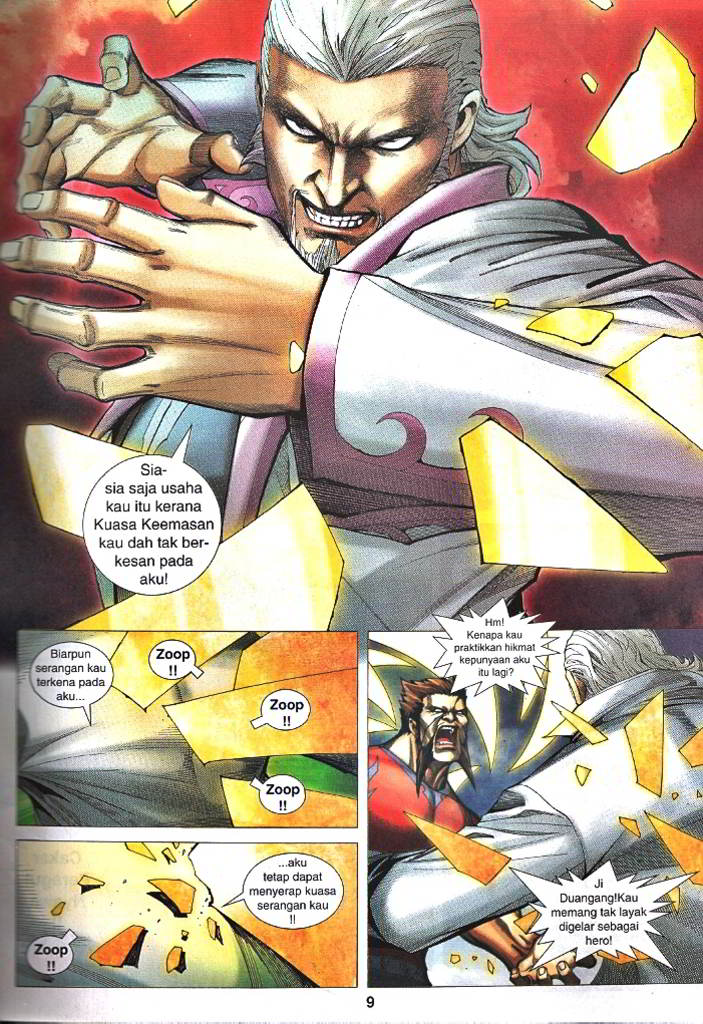 Sia-
sia saja usaha
kau itu kerana
Kuasa Keemasan
kau dah tak ber-
kesan pada
aku!
Biarpun
serangan kau
terkena pada
aku...
Zoop
!!
Zoop
!!
Zoop
!!
...aku
tetap dapat
menyerap kuasa
serangan kau
!!
Zoop
!!
Hm!
Kenapa kau
praktikkan hikmat
kepunyaan aku
itu lagi?
Ji
Duangang!Kau
memang tak layak
digelar sebagai
hero!
9